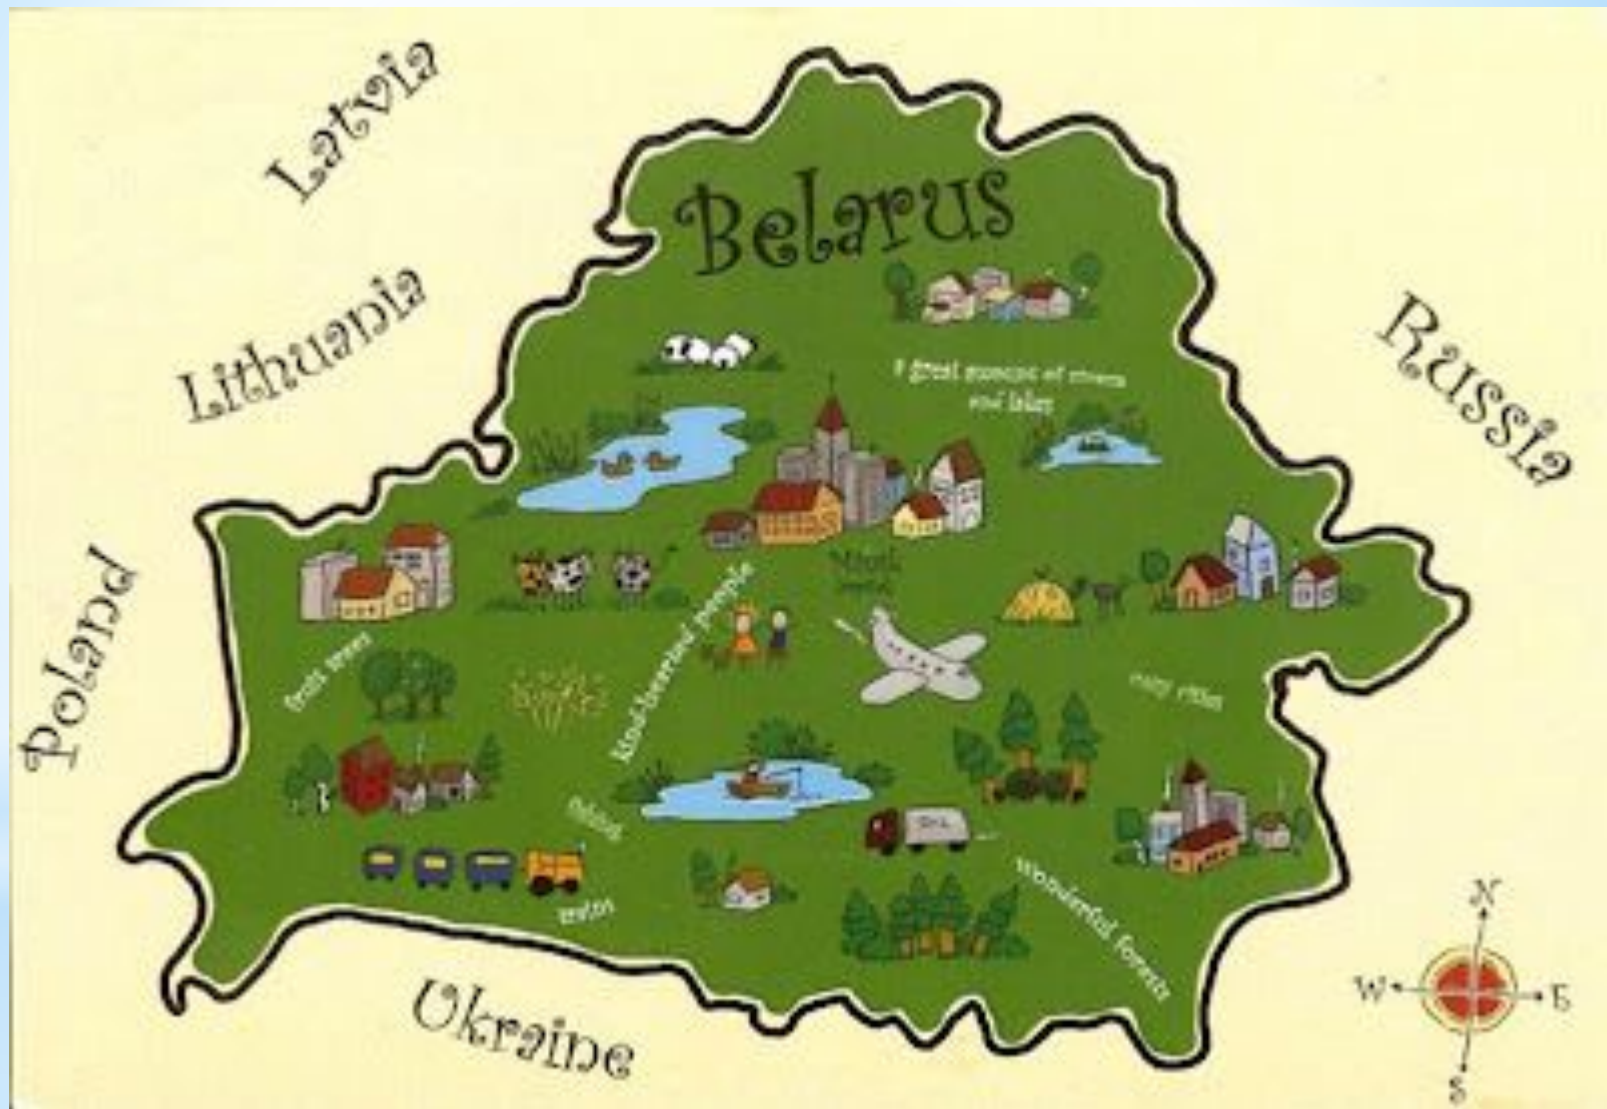 Latvia
Belarus
Lithuania
Russia
a great amount of rivers
and lakes
Poland
Minsk
kind-hearted people
fruit trees
fishing
OIL
trains
wonderful forests
Ukraine
N
W E
S